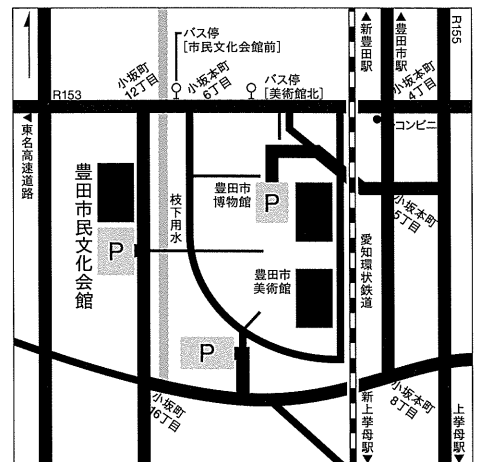 バス停
[市民文化会館前]
小坂町
12丁目
小坂本町
6丁目
バス停
[美術館北]
▲新豊田駅
▲豊田市駅
R155
小坂本町
4丁目
R153
◀東名高速道路
コンビニ
豊田市民文化会館
P
枝下用水
豊田市
博物館
P
小坂本町
5丁目
愛知環状鉄道
豊田市
美術館
P
小坂町
16丁目
小坂本町
8丁目
新上挙母駅▼
上挙母駅▼